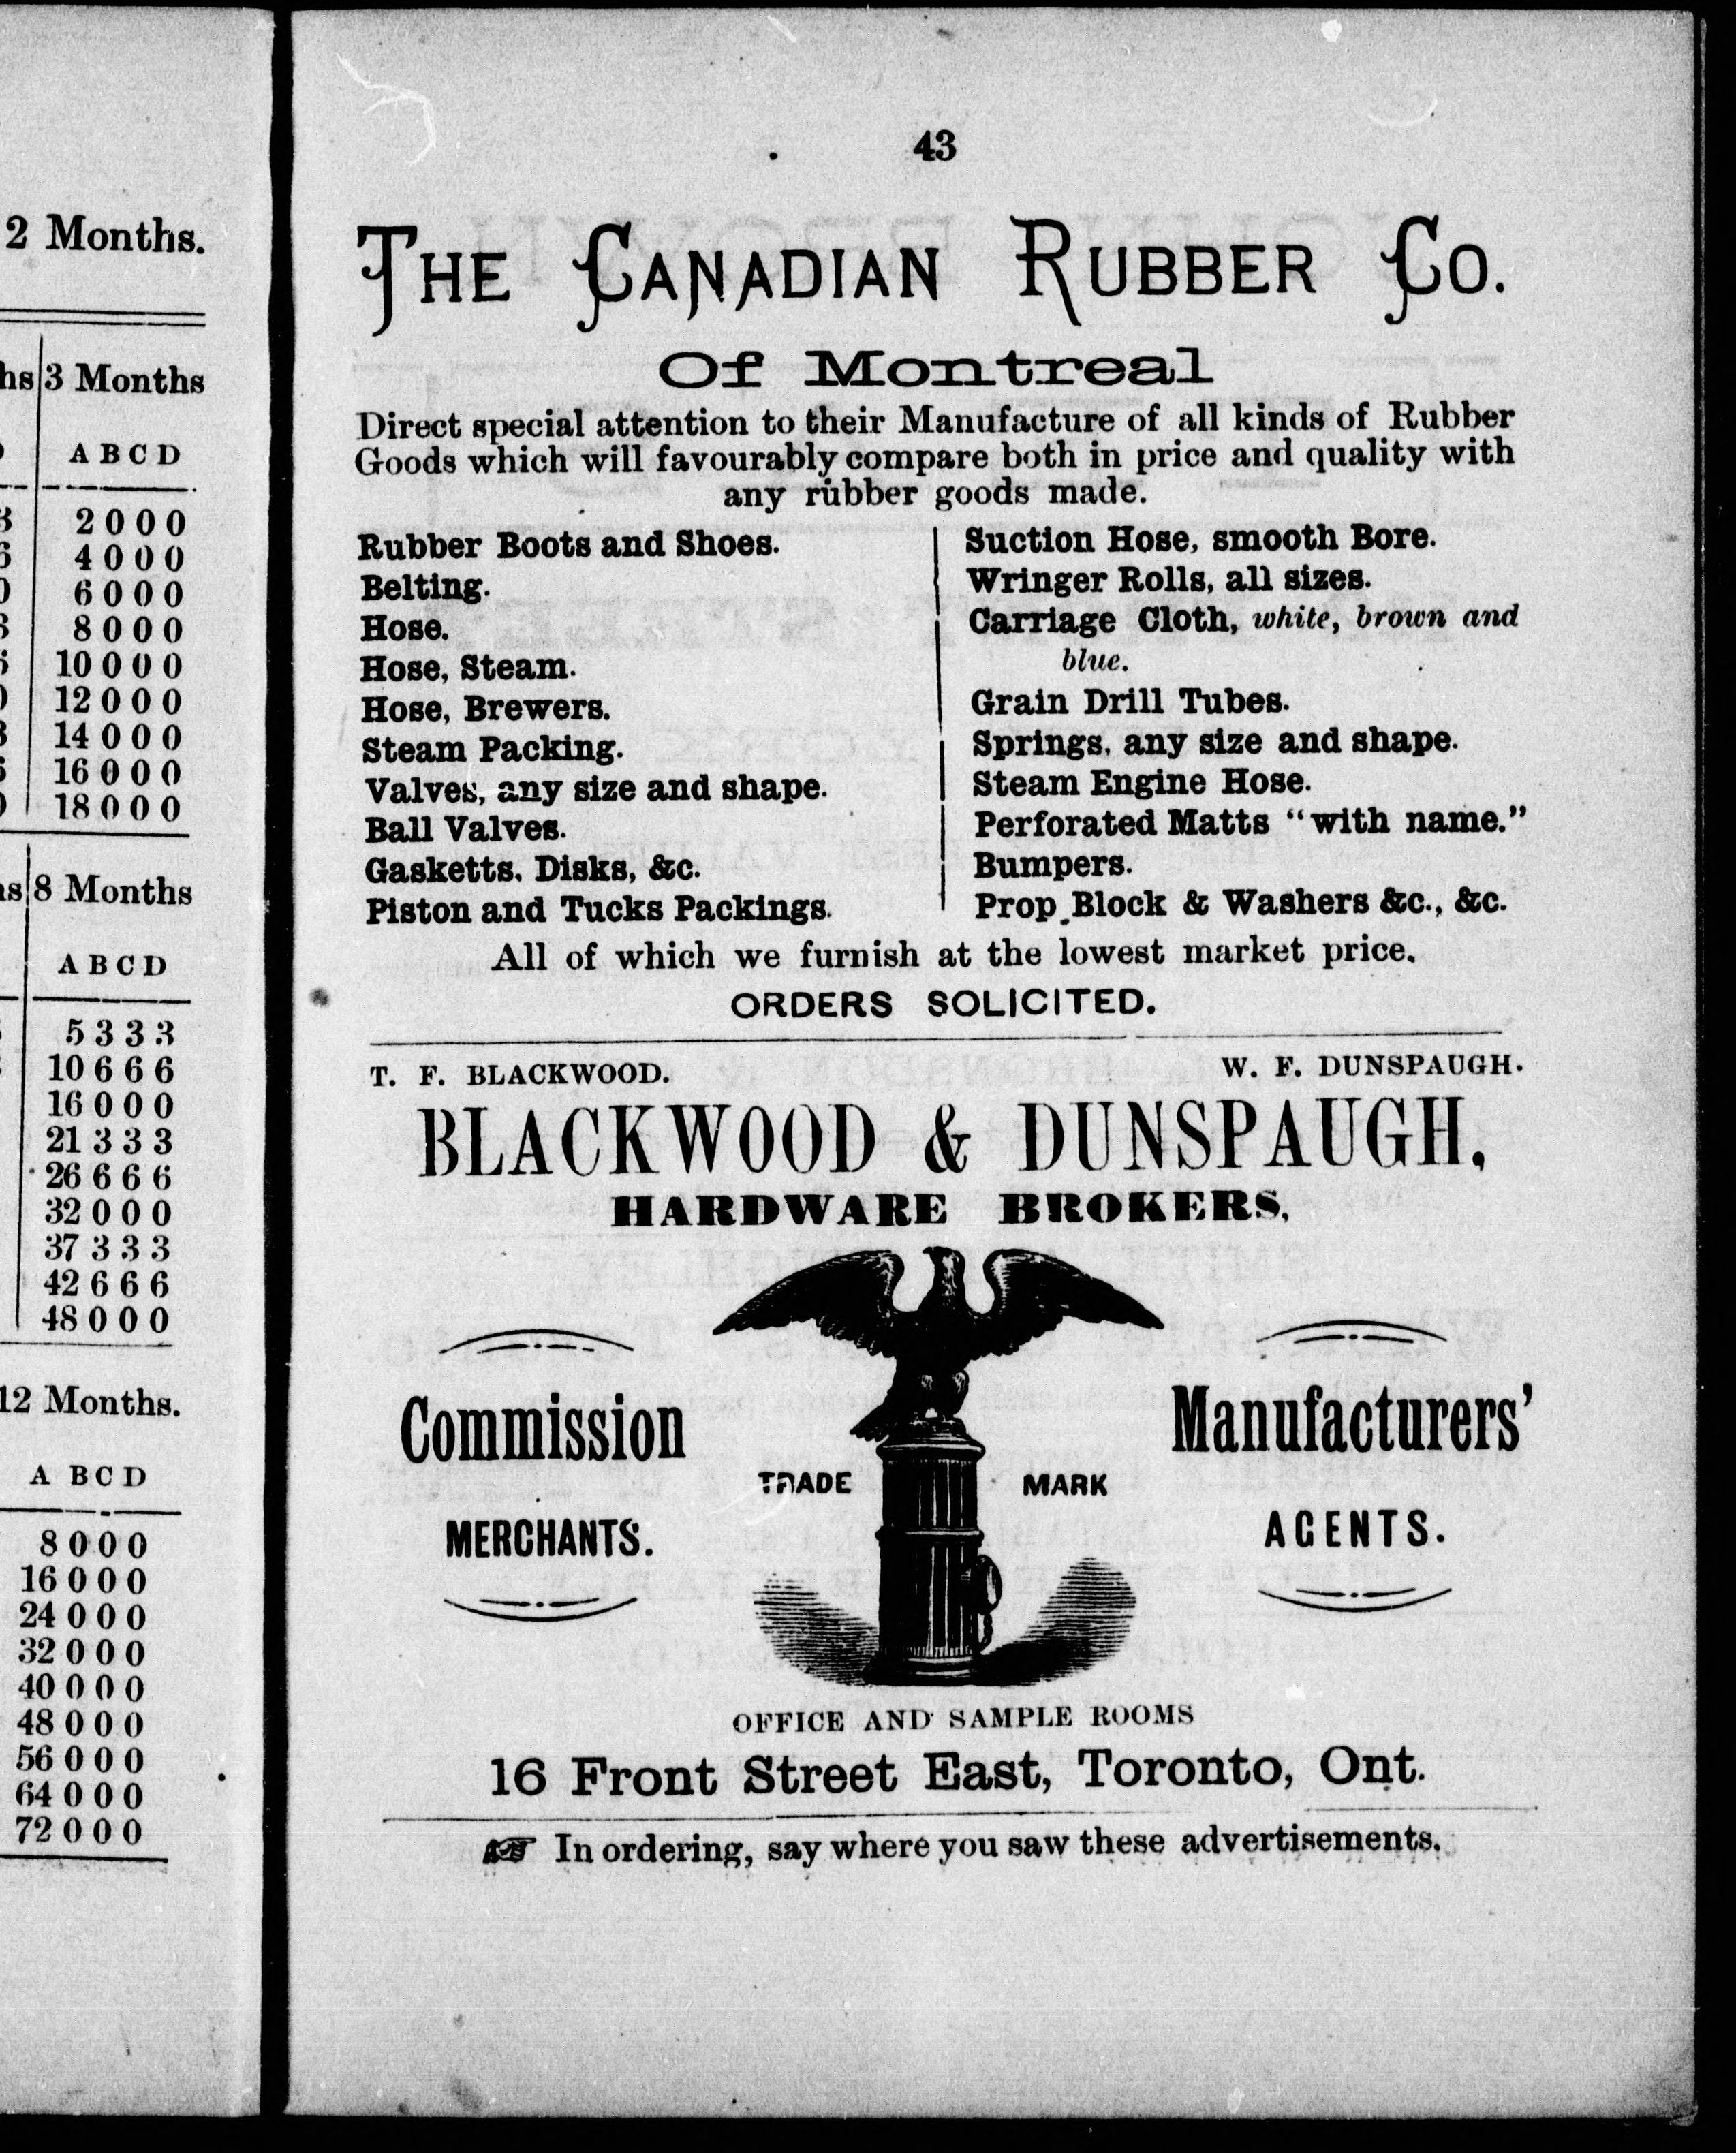 2 Months.
3 Months
A B C D
2 0 0 0
4 0 0 0
6 0 0 0
8 0 0 0
10 0 0 0
12 0 0 0
14 0 0 0
16 0 0 0
18 0 0 0
8 Months
A B C D
5 3 3 3
10 6 6 6
16 0 0 0
21 3 3 3
26 6 6 6
32 0 0 0
37 3 3 3
42 6 6 6
48 0 0 0
12 Months.
A B C D
8 0 0 0
16 0 0 0
24 0 0 0
32 0 0 0
40 0 0 0
48 0 0 0
56 0 0 0
64 0 0 0
72 0 0 0
43
THE CANADIAN RUBBER CO.
Of Montreal
Direct special attention to their Manufacture of all kinds of Rubber
Goods which will favourably compare both in price and quality with
any rubber goods made.
Rubber Boots and Shoes.
Belting.
Hose.
Hose, Steam.
Hose, Brewers.
Steam Packing.
Valves, any size and shape.
Ball Valves.
Gasketts, Disks, &c.
Piston and Tucks Packings.
Suction Hose, smooth Bore.
Wringer Rolls, all sizes.
Carriage Cloth, white, brown and
blue.
Grain Drill Tubes.
Springs, any size and shape.
Steam Engine Hose.
Perforated Matts "with name."
Bumpers.
Prop Block & Washers &c., &c.
All of which we furnish at the lowest market price.
ORDERS SOLICITED.
T. F. BLACKWOOD. W. F. DUNSPAUGH.
BLACKWOOD & DUNSPAUGH,
HARDWARE BROKERS,
Commission
MERCHANTS.
TRADE MARK
Manufacturers'
AGENTS.
OFFICE AND SAMPLE ROOMS
16 Front Street East, Toronto, Ont.
☞ In ordering, say where you saw these advertisements.